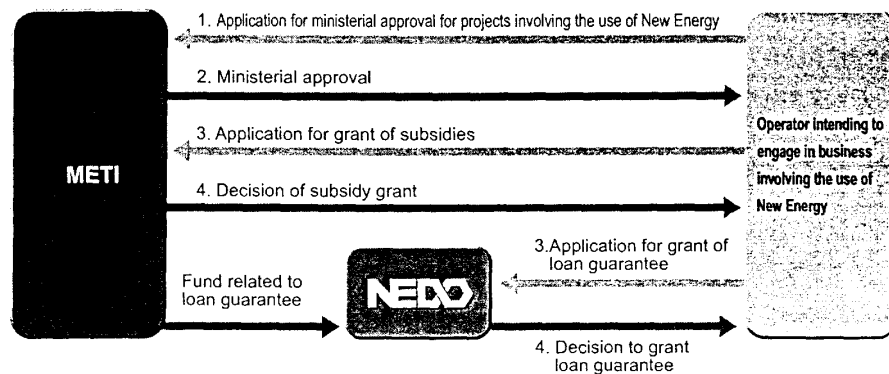 1. Application for ministerial approval for projects involving the use of New Energy
2. Ministerial approval
3. Application for grant of subsidies
4. Decision of subsidy grant
METI
Operator intending to
engage in business
involving the use of
New Energy
3.Application for grant of
loan guarantee
Fund related to
loan guarantee
NEDO
4. Decision to grant
loan guarantee